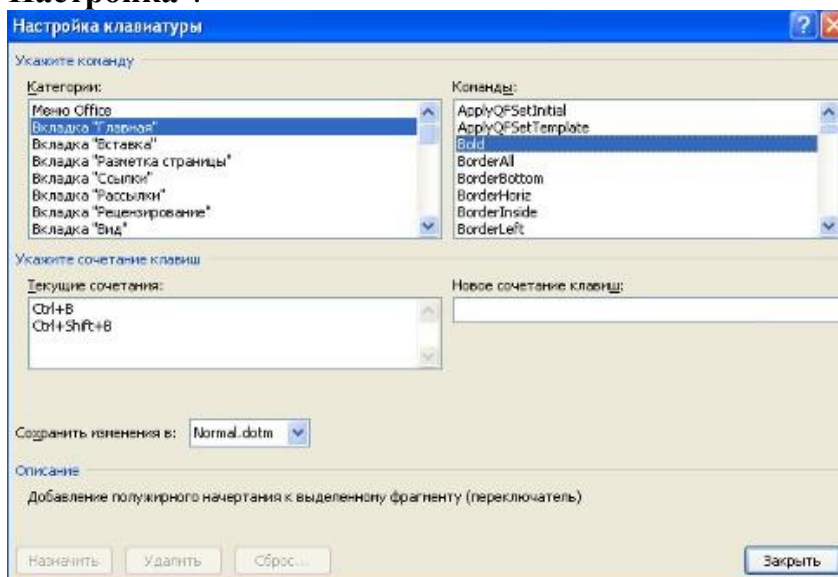 Настройка клавиатуры
Укажите команду
Категории:
Меню Office
Вкладка "Главная"
Вкладка "Вставка"
Вкладка "Разметка страницы"
Вкладка "Ссылки"
Вкладка "Рассылки"
Вкладка "Рецензирование"
Вкладка "Вид"
Команды:
ApplyQFSetInitial
ApplyQFSetTemplate
Bold
BorderAll
BorderBottom
BorderHoriz
BorderInside
BorderLeft
Укажите сочетание клавиш
Текущие сочетания:
Ctrl+B
Ctrl+Shift+B
Новое сочетание клавиш:
Сохранить изменения в: Normal.dotm
Описание
Добавление полужирного начертания к выделенному фрагменту (переключатель)
Назначить Удалить Сброс... Закрыть